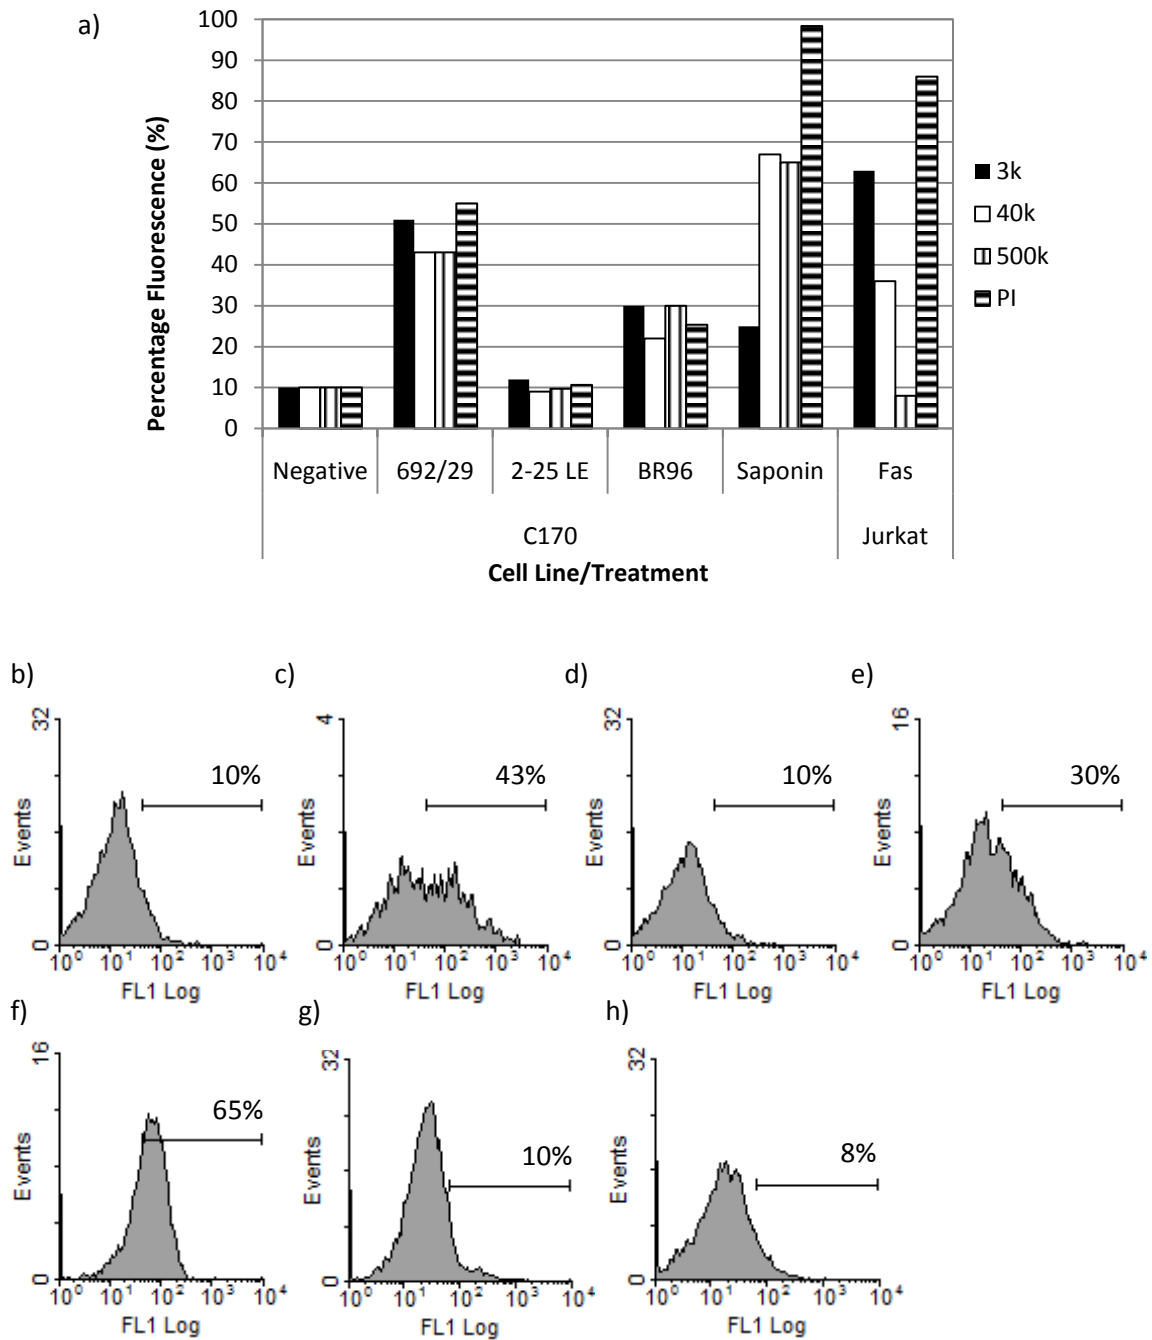 a)
Percentage Fluorescence (%)
100
90
80
70
60
50
40
30
20
10
0
3k
40k
500k
PI
Negative 692/29 2-25 LE BR96 Saponin Fas
C170 Jurkat
Cell Line/Treatment
b) c) d) e)
32
Events
0
10%
10⁰ 10¹ 10² 10³ 10⁴
FL1 Log
4
Events
0
43%
10⁰ 10¹ 10² 10³ 10⁴
FL1 Log
32
Events
0
10%
10⁰ 10¹ 10² 10³ 10⁴
FL1 Log
16
Events
0
30%
10⁰ 10¹ 10² 10³ 10⁴
FL1 Log
f) g) h)
16
Events
0
65%
10⁰ 10¹ 10² 10³ 10⁴
FL1 Log
32
Events
0
10%
10⁰ 10¹ 10² 10³ 10⁴
FL1 Log
32
Events
0
8%
10⁰ 10¹ 10² 10³ 10⁴
FL1 Log